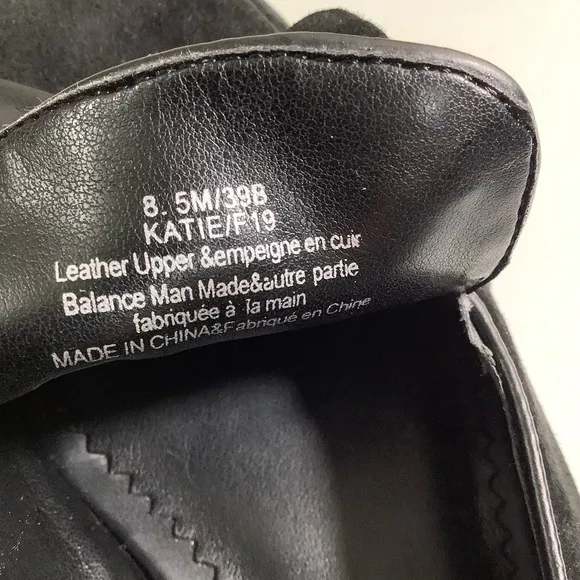 8. 5M/39B
KATIE/F19
Leather Upper &empeigne en cuir
Balance Man Made&autre partie
fabriquée à la main
MADE IN CHINA&Fabriqué en Chine